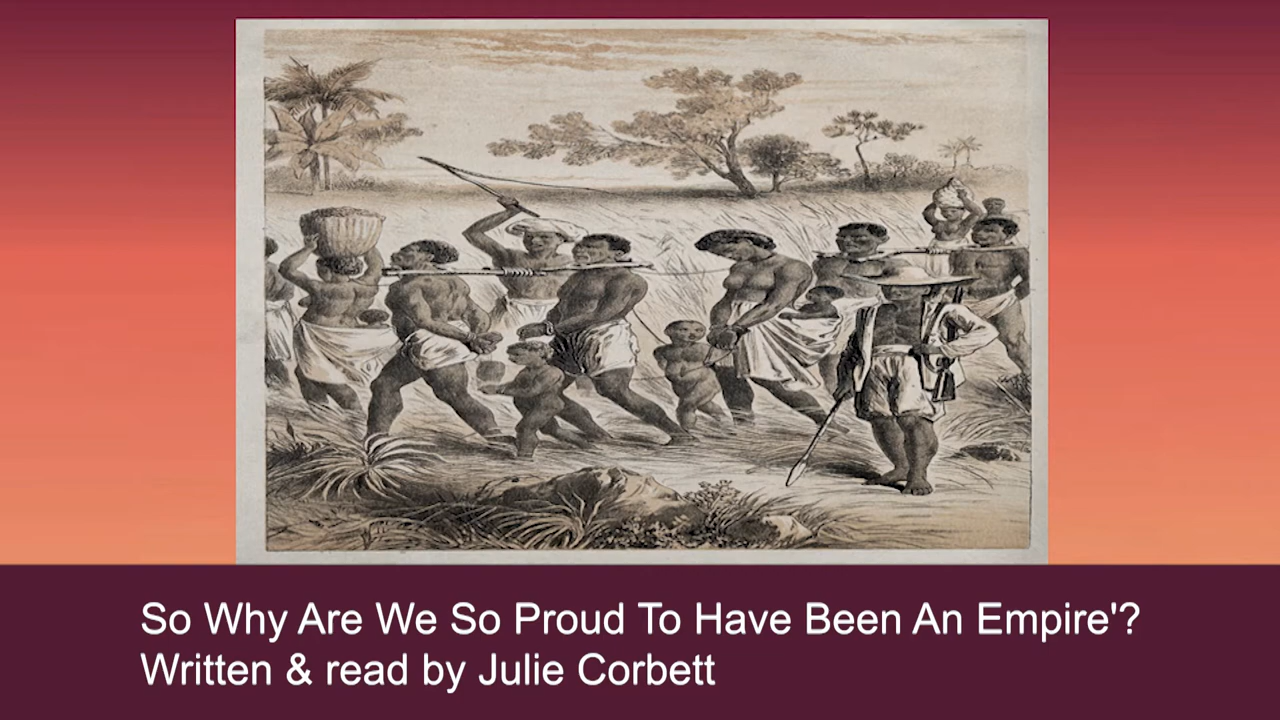 So Why Are We So Proud To Have Been An Empire'?
Written & read by Julie Corbett